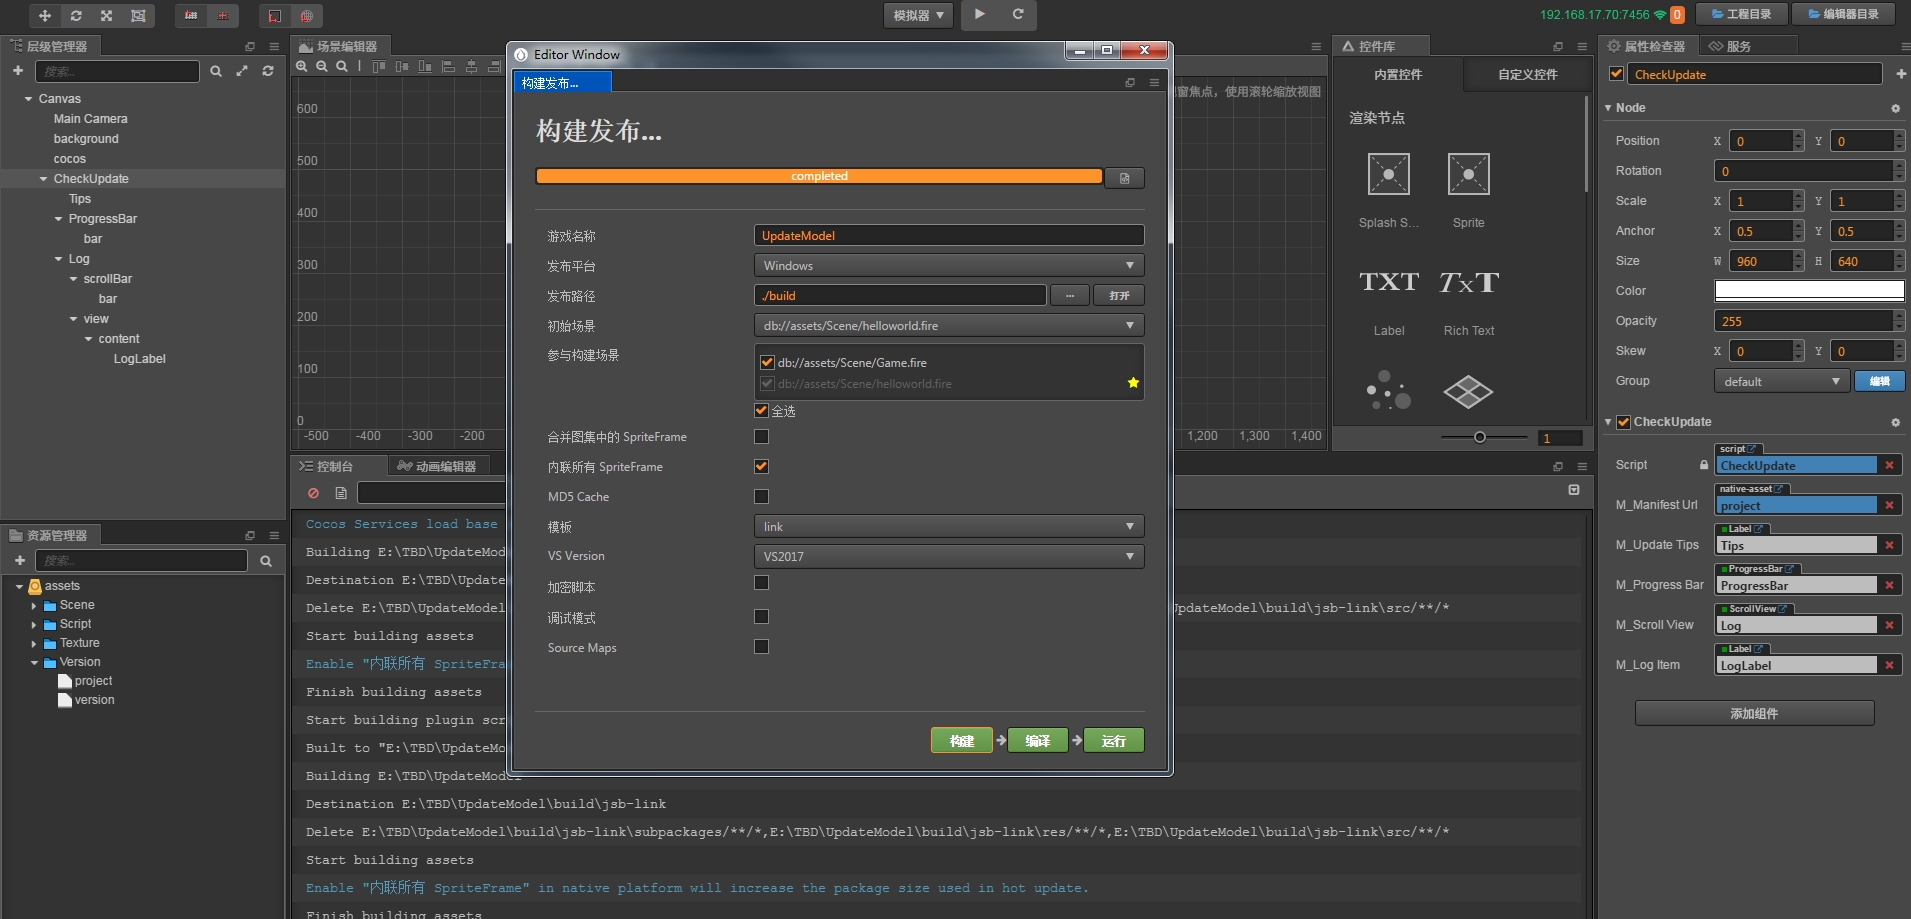 模拟器
192.168.17.70:7456
0
工程目录
编辑器目录
层级管理器
搜索...
Canvas
Main Camera
background
cocos
CheckUpdate
Tips
ProgressBar
bar
Log
scrollBar
bar
view
content
LogLabel
资源管理器
搜索...
assets
Scene
Script
Texture
Version
project
version
场景编辑器
窗焦点，使用滚轮缩放视图
600
500
400
300
200
100
0
-500
-400
-300
-200
1,200
1,300
1,400
Editor Window
构建发布...
构建发布...
completed
游戏名称
UpdateModel
发布平台
Windows
发布路径
./build
...
打开
初始场景
db://assets/Scene/helloworld.fire
参与构建场景
db://assets/Scene/Game.fire
db://assets/Scene/helloworld.fire
全选
合并图集中的 SpriteFrame
内联所有 SpriteFrame
MD5 Cache
模板
link
VS Version
VS2017
加密脚本
调试模式
Source Maps
构建
编译
运行
控制台
动画编辑器
Cocos Services load base
Building E:\TBD\UpdateMod
Destination E:\TBD\Update
Delete E:\TBD\UpdateModel
UpdateModel\build\jsb-link\src/**/*
Start building assets
Enable "内联所有 SpriteFra
Finish building assets
Start building plugin scr
Built to "E:\TBD\UpdateMo
Building E:\TBD\UpdateModel
Destination E:\TBD\UpdateModel\build\jsb-link
Delete E:\TBD\UpdateModel\build\jsb-link\subpackages/**/*,E:\TBD\UpdateModel\build\jsb-link\res/**/*,E:\TBD\UpdateModel\build\jsb-link\src/**/*
Start building assets
Enable "内联所有 SpriteFrame" in native platform will increase the package size used in hot update.
Finish building assets
控件库
内置控件
自定义控件
渲染节点
Splash S...
Sprite
TXT
TxT
Label
Rich Text
1
属性检查器
服务
CheckUpdate
Node
Position X 0 Y 0
Rotation 0
Scale X 1 Y 1
Anchor X 0.5 Y 0.5
Size W 960 H 640
Color
Opacity 255
Skew X 0 Y 0
Group default 编辑
CheckUpdate
script
Script CheckUpdate
native-asset
M_Manifest Url project
Label
M_Update Tips Tips
ProgressBar
M_Progress Bar ProgressBar
ScrollView
M_Scroll View Log
Label
M_Log Item LogLabel
添加组件